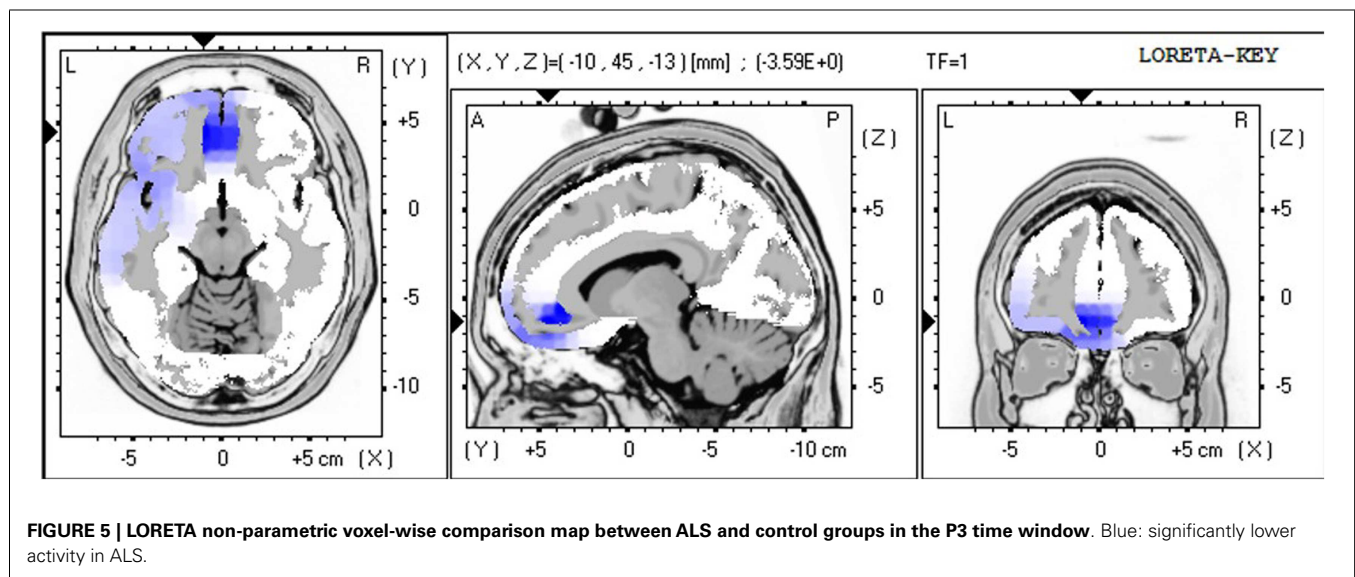 (X, Y, Z)=(-10, 45, -13) [mm] ; (-3.59E+0) TF=1 LORETA-KEY
L R (Y)
+5
0
-5
-10
-5 0 +5 cm (X)
A P (Z)
+5
0
-5
(Y) +5 0 -5 -10 cm
L R (Z)
+5
0
-5
-5 0 +5 cm (X)
FIGURE 5 | LORETA non-parametric voxel-wise comparison map between ALS and control groups in the P3 time window. Blue: significantly lower
activity in ALS.